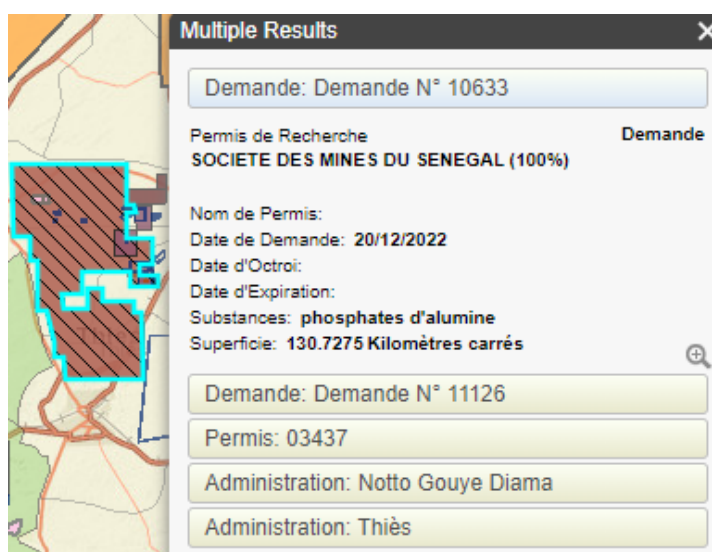 Multiple Results
Demande: Demande N° 10633
Permis de Recherche Demande
SOCIETE DES MINES DU SENEGAL (100%)
Nom de Permis:
Date de Demande: 20/12/2022
Date d'Octroi:
Date d'Expiration:
Substances: phosphates d'alumine
Superficie: 130.7275 Kilomètres carrés
Demande: Demande N° 11126
Permis: 03437
Administration: Notto Gouye Diama
Administration: Thiès